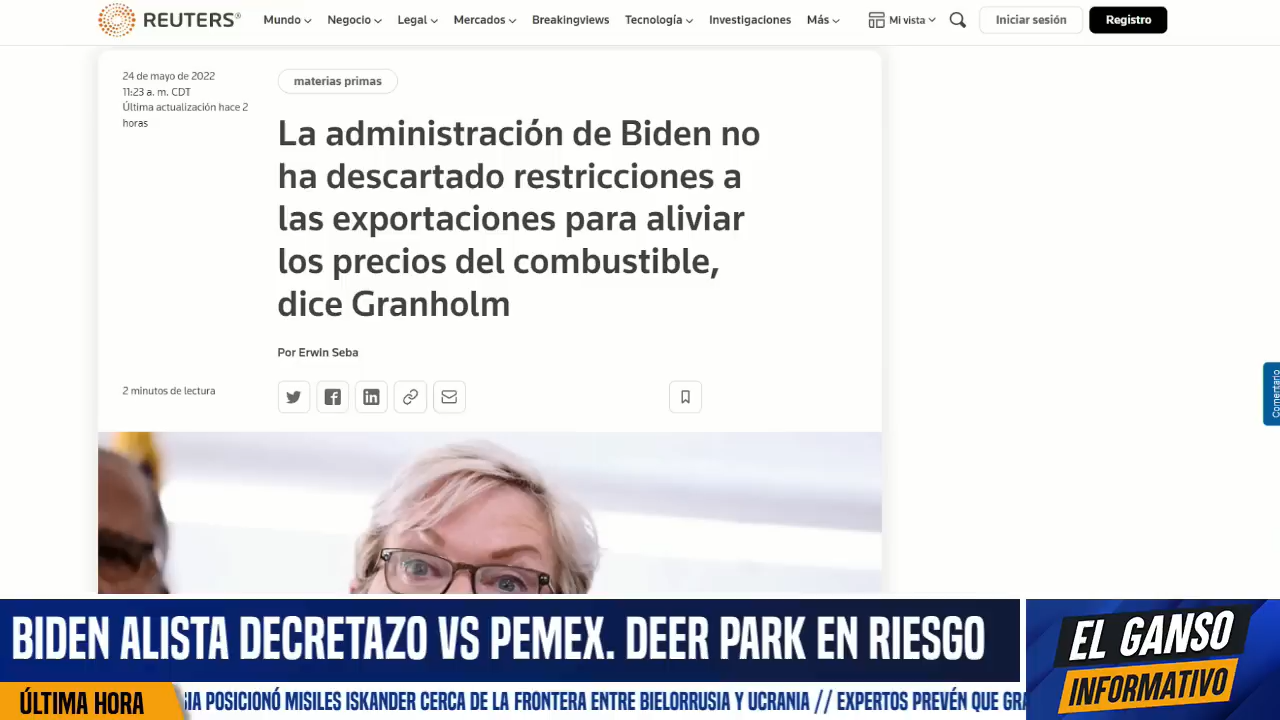 REUTERS®
Mundo Negocio Legal Mercados Breakingviews Tecnología Investigaciones Más Mi vista Iniciar sesión Registro
24 de mayo de 2022
11:23 a. m. CDT
Última actualización hace 2
horas
materias primas
La administración de Biden no
ha descartado restricciones a
las exportaciones para aliviar
los precios del combustible,
dice Granholm
Por Erwin Seba
2 minutos de lectura
Comentario
BIDEN ALISTA DECRETAZO VS PEMEX. DEER PARK EN RIESGO
EL GANSO
INFORMATIVO
ÚLTIMA HORA
POSICIONÓ MISILES ISKANDER CERCA DE LA FRONTERA ENTRE BIELORRUSIA Y UCRANIA // EXPERTOS PREVÉN QUE